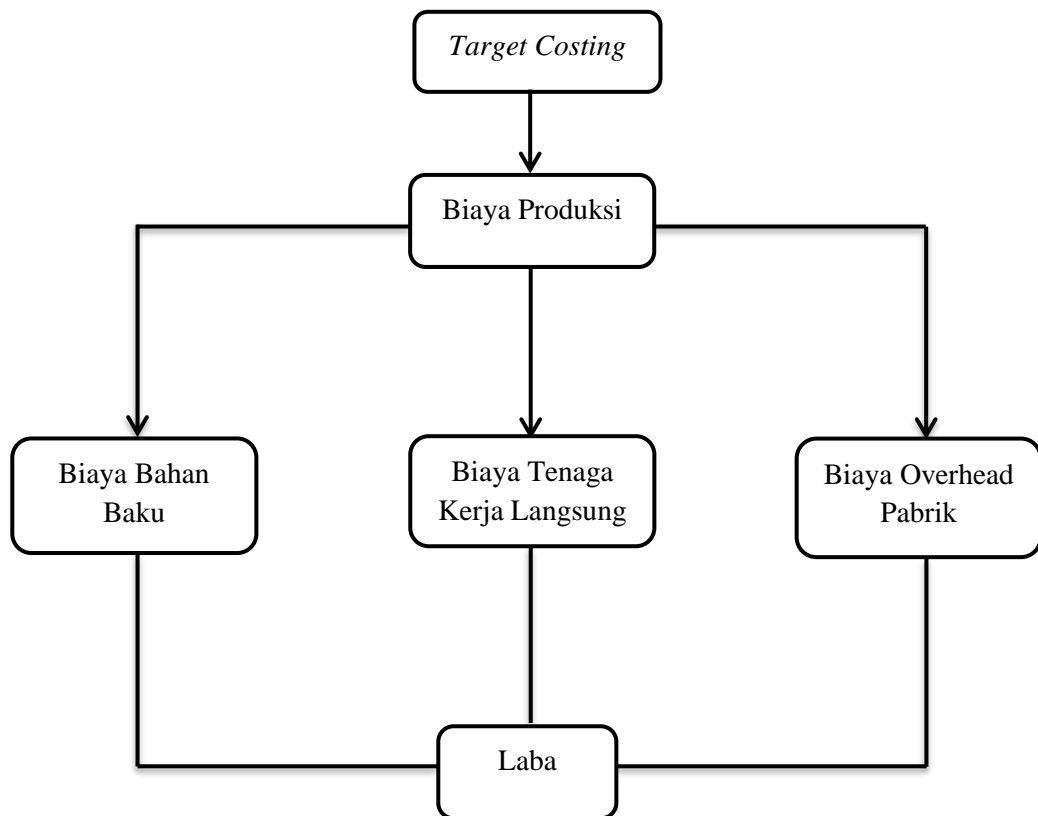 Target Costing
Biaya Produksi
Biaya Bahan
Baku
Biaya Tenaga
Kerja Langsung
Biaya Overhead
Pabrik
Laba